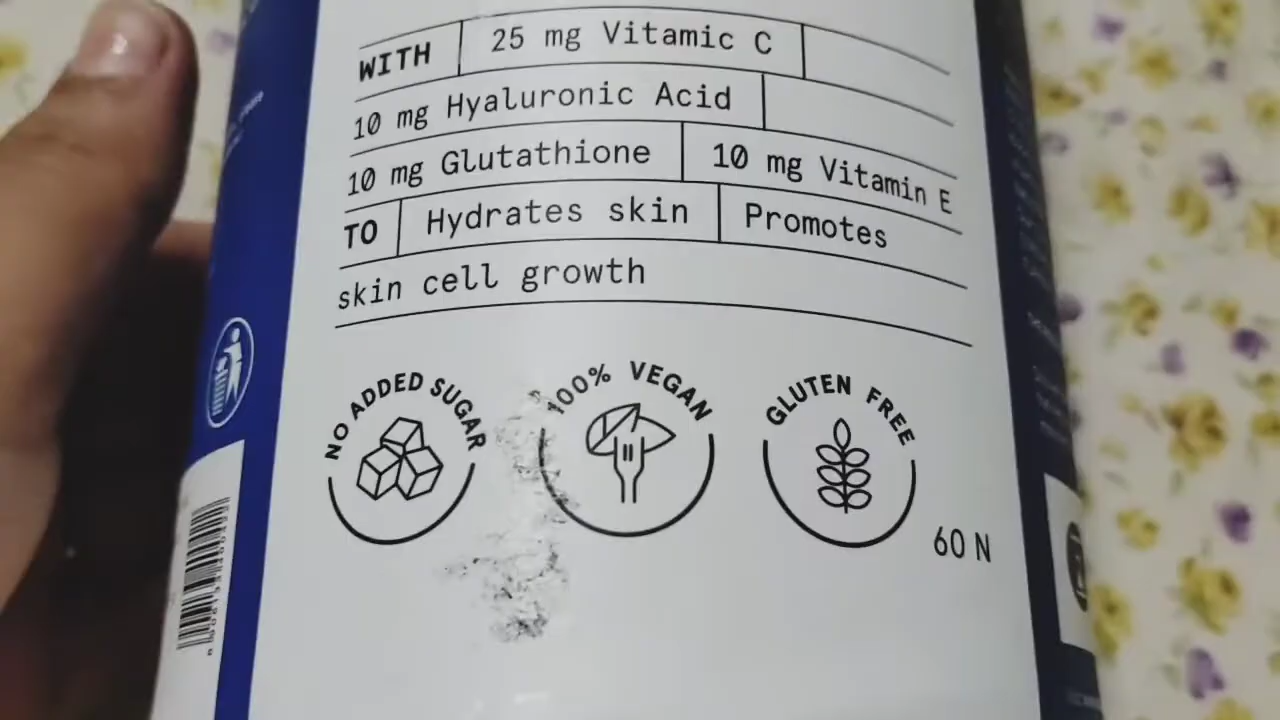 WITH 25 mg Vitamic C
10 mg Hyaluronic Acid
10 mg Glutathione 10 mg Vitamin E
TO Hydrates skin Promotes
skin cell growth
NO ADDED SUGAR
100% VEGAN
GLUTEN FREE
60 N